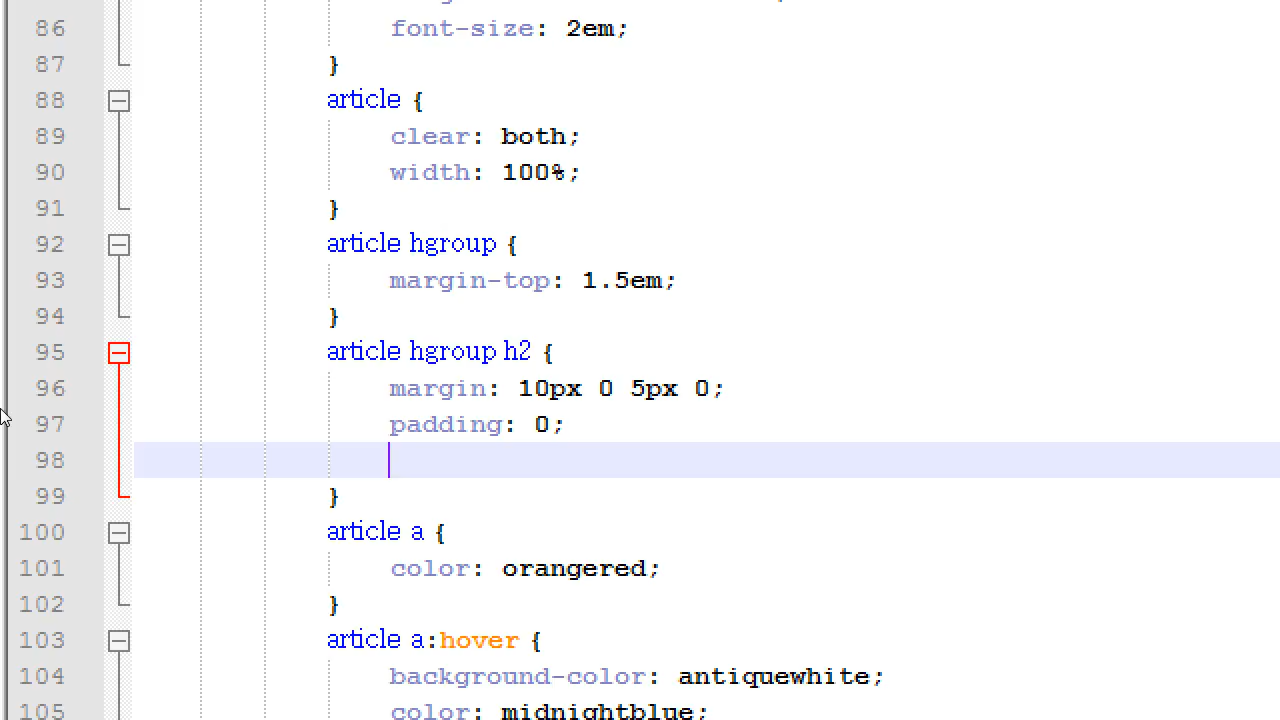 86 font-size: 2em;
87 }
88 article {
89 clear: both;
90 width: 100%;
91 }
92 article hgroup {
93 margin-top: 1.5em;
94 }
95 article hgroup h2 {
96 margin: 10px 0 5px 0;
97 padding: 0;
98
99 }
100 article a {
101 color: orangered;
102 }
103 article a:hover {
104 background-color: antiquewhite;
105 color: midnightblue;